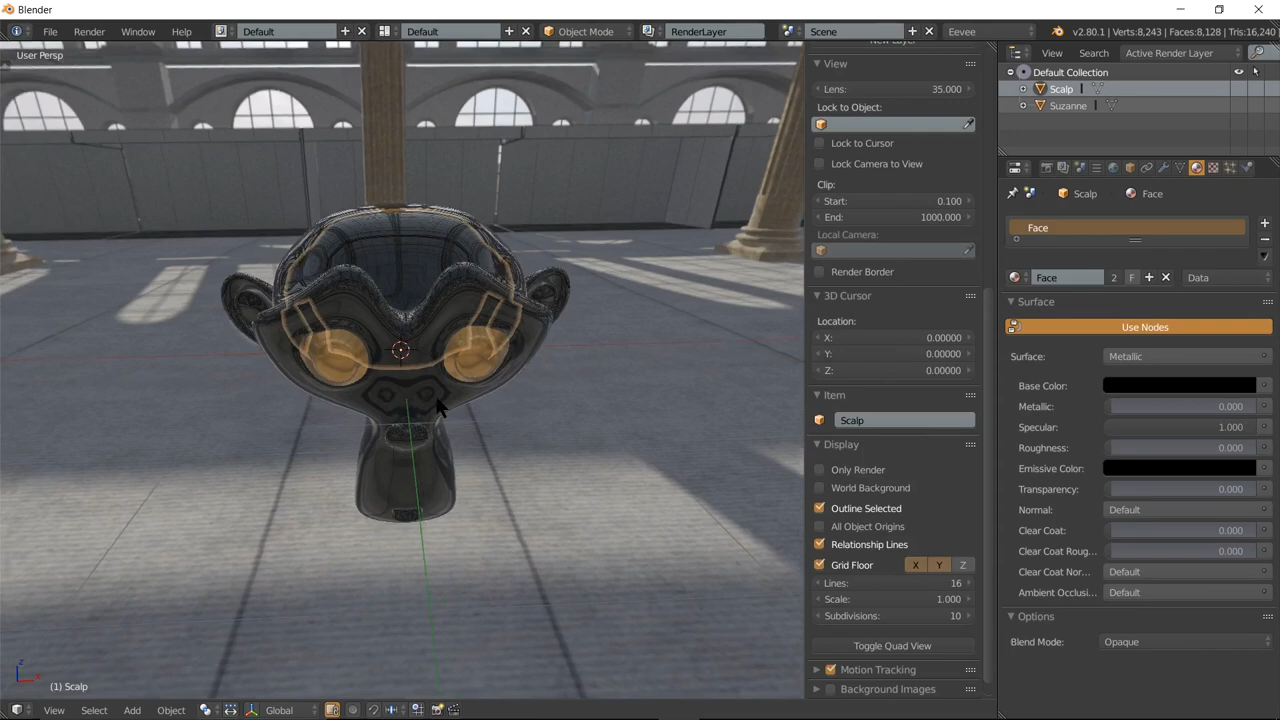 Blender
File Render Window Help Default Default Object Mode RenderLayer Scene Eevee v2.80.1 | Verts:8,243 | Faces:8,128 | Tris:16,240
User Persp
View Search Active Render Layer
Default Collection
Scalp
Suzanne
View
Lens: 35.000
Lock to Object:
Lock to Cursor
Lock Camera to View
Clip:
Start: 0.100
End: 1000.000
Local Camera:
Render Border
3D Cursor
Location:
X: 0.00000
Y: 0.00000
Z: 0.00000
Item
Scalp
Display
Only Render
World Background
Outline Selected
All Object Origins
Relationship Lines
Grid Floor X Y Z
Lines: 16
Scale: 1.000
Subdivisions: 10
Toggle Quad View
Motion Tracking
Background Images
Scalp Face
Face
Face 2 F Data
Surface
Use Nodes
Surface: Metallic
Base Color:
Metallic: 0.000
Specular: 1.000
Roughness: 0.000
Emissive Color:
Transparency: 0.000
Normal: Default
Clear Coat: 0.000
Clear Coat Roug... 0.000
Clear Coat Nor... Default
Ambient Occlusi... Default
Options
Blend Mode: Opaque
z
x
(1) Scalp
View Select Add Object Global